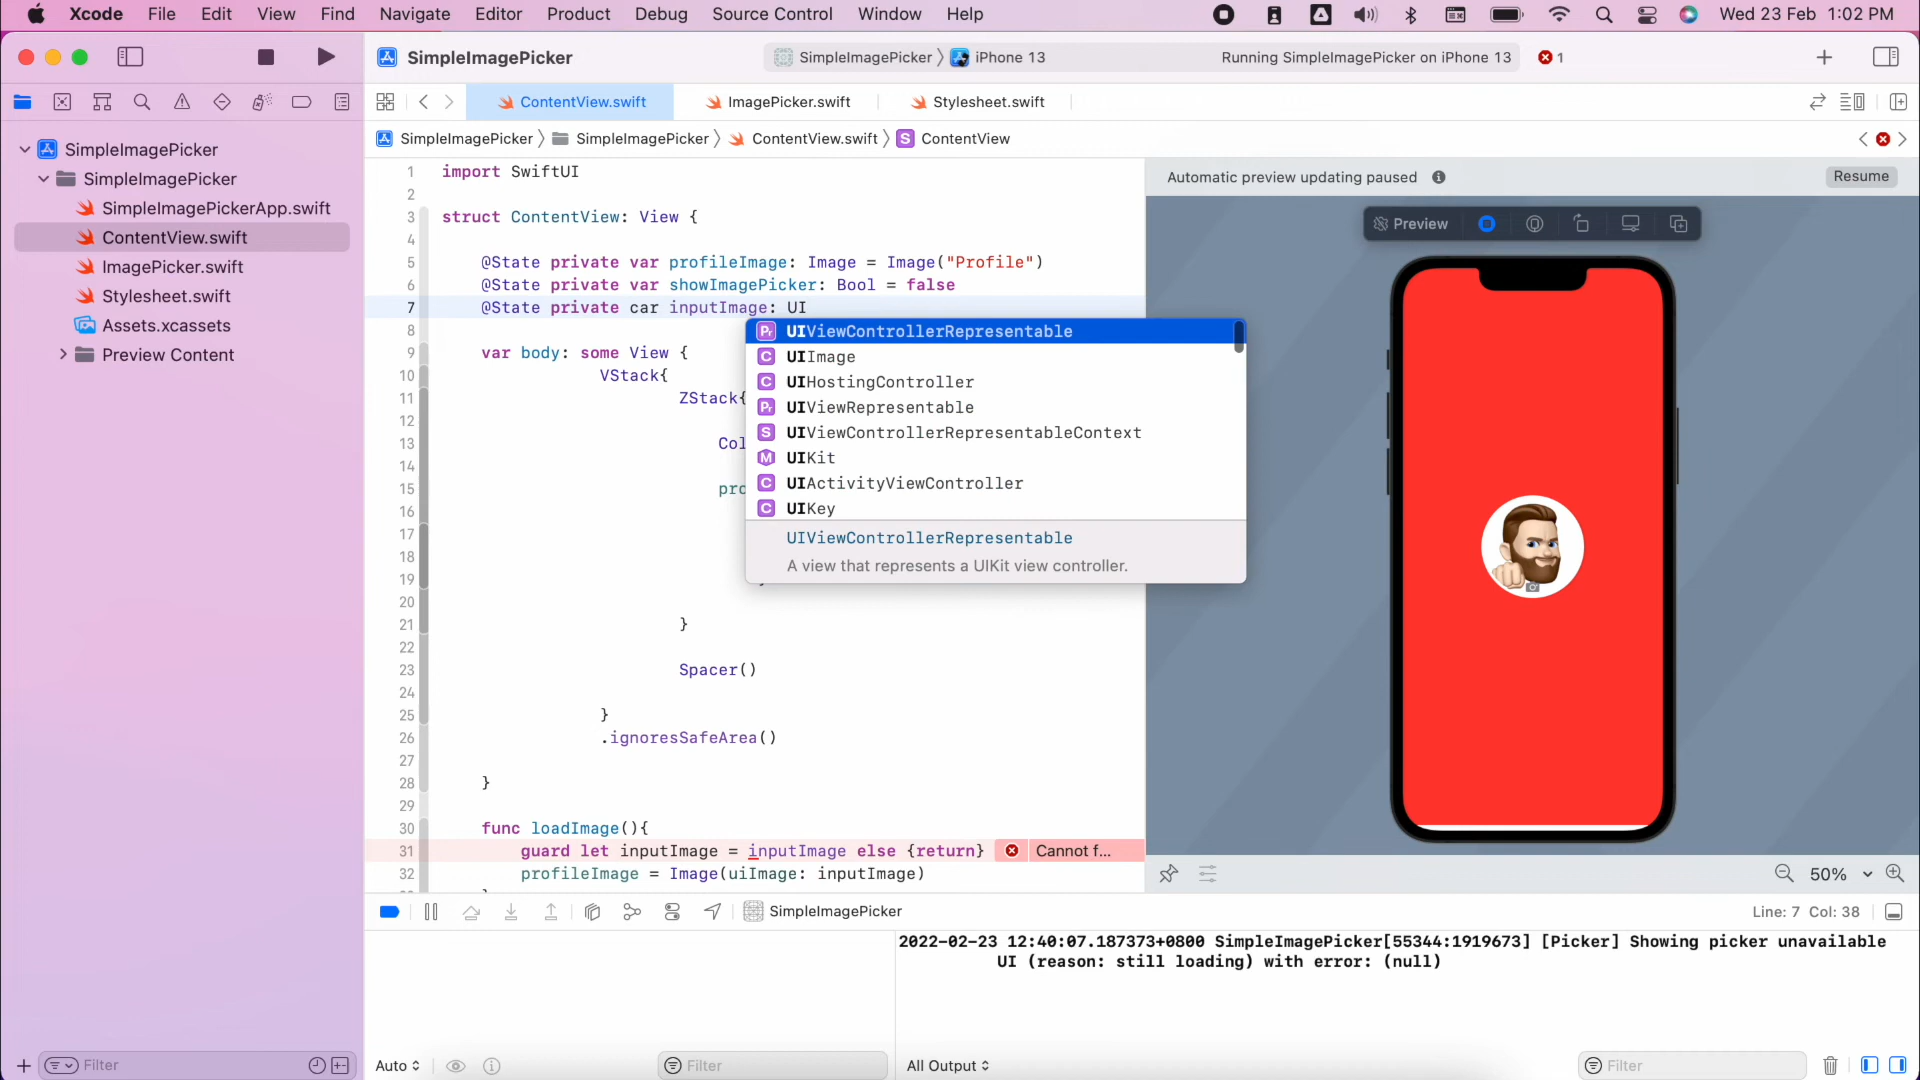 Xcode File Edit View Find Navigate Editor Product Debug Source Control Window Help Wed 23 Feb 1:02 PM
SimpleImagePicker SimpleImagePicker iPhone 13 Running SimpleImagePicker on iPhone 13 1
ContentView.swift ImagePicker.swift Stylesheet.swift
SimpleImagePicker SimpleImagePicker ContentView.swift S ContentView
SimpleImagePicker
SimpleImagePicker
SimpleImagePickerApp.swift
ContentView.swift
ImagePicker.swift
Stylesheet.swift
Assets.xcassets
Preview Content
1 import SwiftUI
2
3 struct ContentView: View {
4
5 @State private var profileImage: Image = Image("Profile")
6 @State private var showImagePicker: Bool = false
7 @State private car inputImage: UI
8
9 var body: some View {
10 VStack{
11 ZStack{
12
13 Col
14
15 pro
16
17
18
19
20
21 }
22
23 Spacer()
24
25 }
26 .ignoresSafeArea()
27
28 }
29
30 func loadImage(){
31 guard let inputImage = inputImage else {return} Cannot f...
32 profileImage = Image(uiImage: inputImage)
Pr UIViewControllerRepresentable
C UIImage
C UIHostingController
Pr UIViewRepresentable
S UIViewControllerRepresentableContext
M UIKit
C UIActivityViewController
C UIKey
UIViewControllerRepresentable
A view that represents a UIKit view controller.
Automatic preview updating paused Resume
Preview
50%
SimpleImagePicker Line: 7 Col: 38
2022-02-23 12:40:07.187373+0800 SimpleImagePicker[55344:1919673] [Picker] Showing picker unavailable
UI (reason: still loading) with error: (null)
Filter Auto Filter All Output Filter